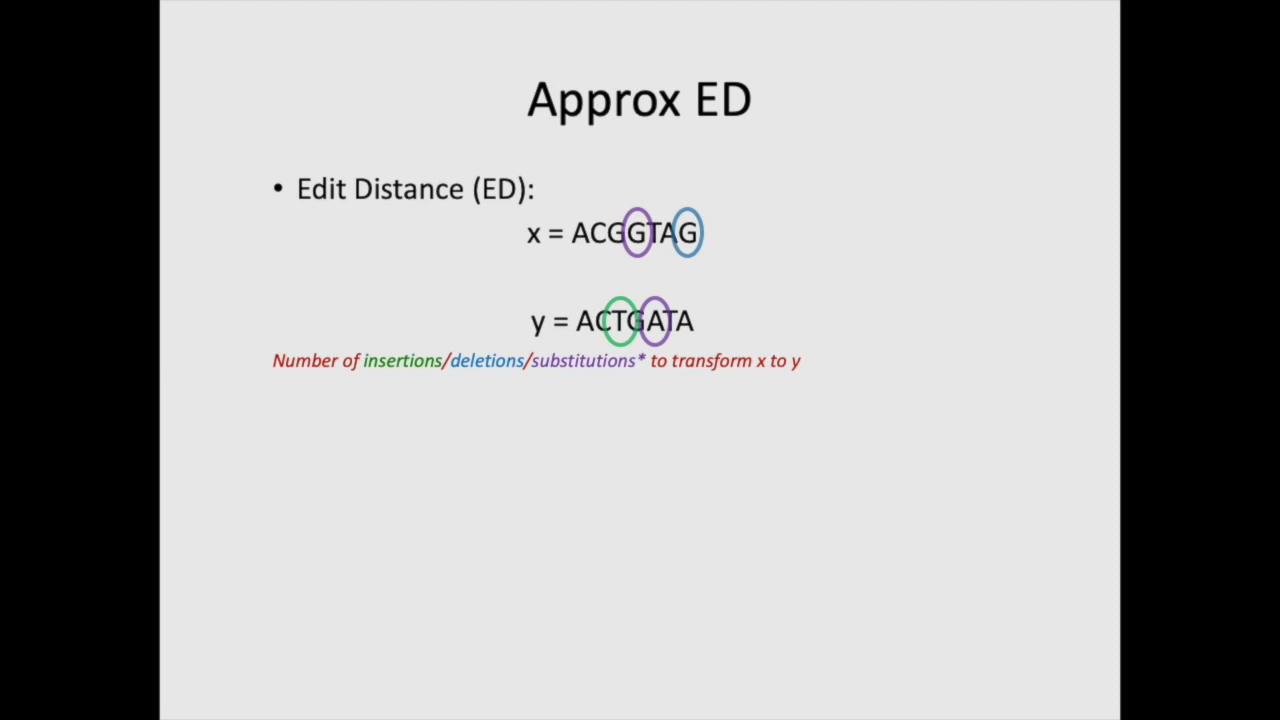 Approx ED
• Edit Distance (ED):
x = ACGGTAG
y = ACTGATA
Number of insertions/deletions/substitutions* to transform x to y